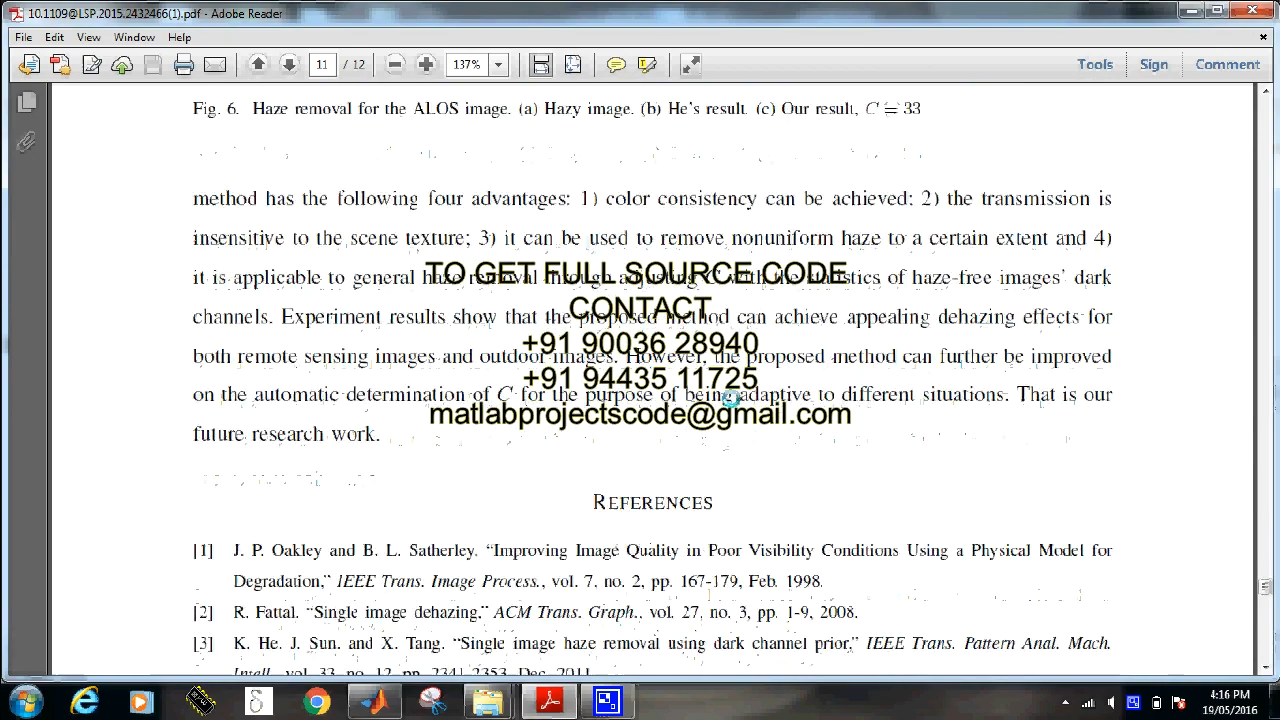 10.1109@LSP.2015.2432466(1).pdf - Adobe Reader
File Edit View Window Help
11 / 12 137% Tools Sign Comment
Fig. 6. Haze removal for the ALOS image. (a) Hazy image. (b) He's result. (c) Our result, C = 33
method has the following four advantages: 1) color consistency can be achieved; 2) the transmission is
insensitive to the scene texture; 3) it can be used to remove nonuniform haze to a certain extent and 4)
it is applicable to general haze removal through adjusting C with the statistics of haze-free images' dark
TO GET FULL SOURCE CODE
CONTACT
channels. Experiment results show that the proposed method can achieve appealing dehazing effects for
+91 90036 28940
both remote sensing images and outdoor images. However, the proposed method can further be improved
+91 94435 11725
on the automatic determination of C for the purpose of being adaptive to different situations. That is our
matlabprojectscode@gmail.com
future research work.
REFERENCES
[1] J. P. Oakley and B. L. Satherley, "Improving Image Quality in Poor Visibility Conditions Using a Physical Model for
Degradation," IEEE Trans. Image Process., vol. 7, no. 2, pp. 167-179, Feb. 1998.
[2] R. Fattal, "Single image dehazing," ACM Trans. Graph., vol. 27, no. 3, pp. 1-9, 2008.
[3] K. He, J. Sun, and X. Tang, "Single image haze removal using dark channel prior," IEEE Trans. Pattern Anal. Mach.
Intell., vol. 33, no. 12, pp. 2341-2353, Dec. 2011.
4:16 PM
19/05/2016